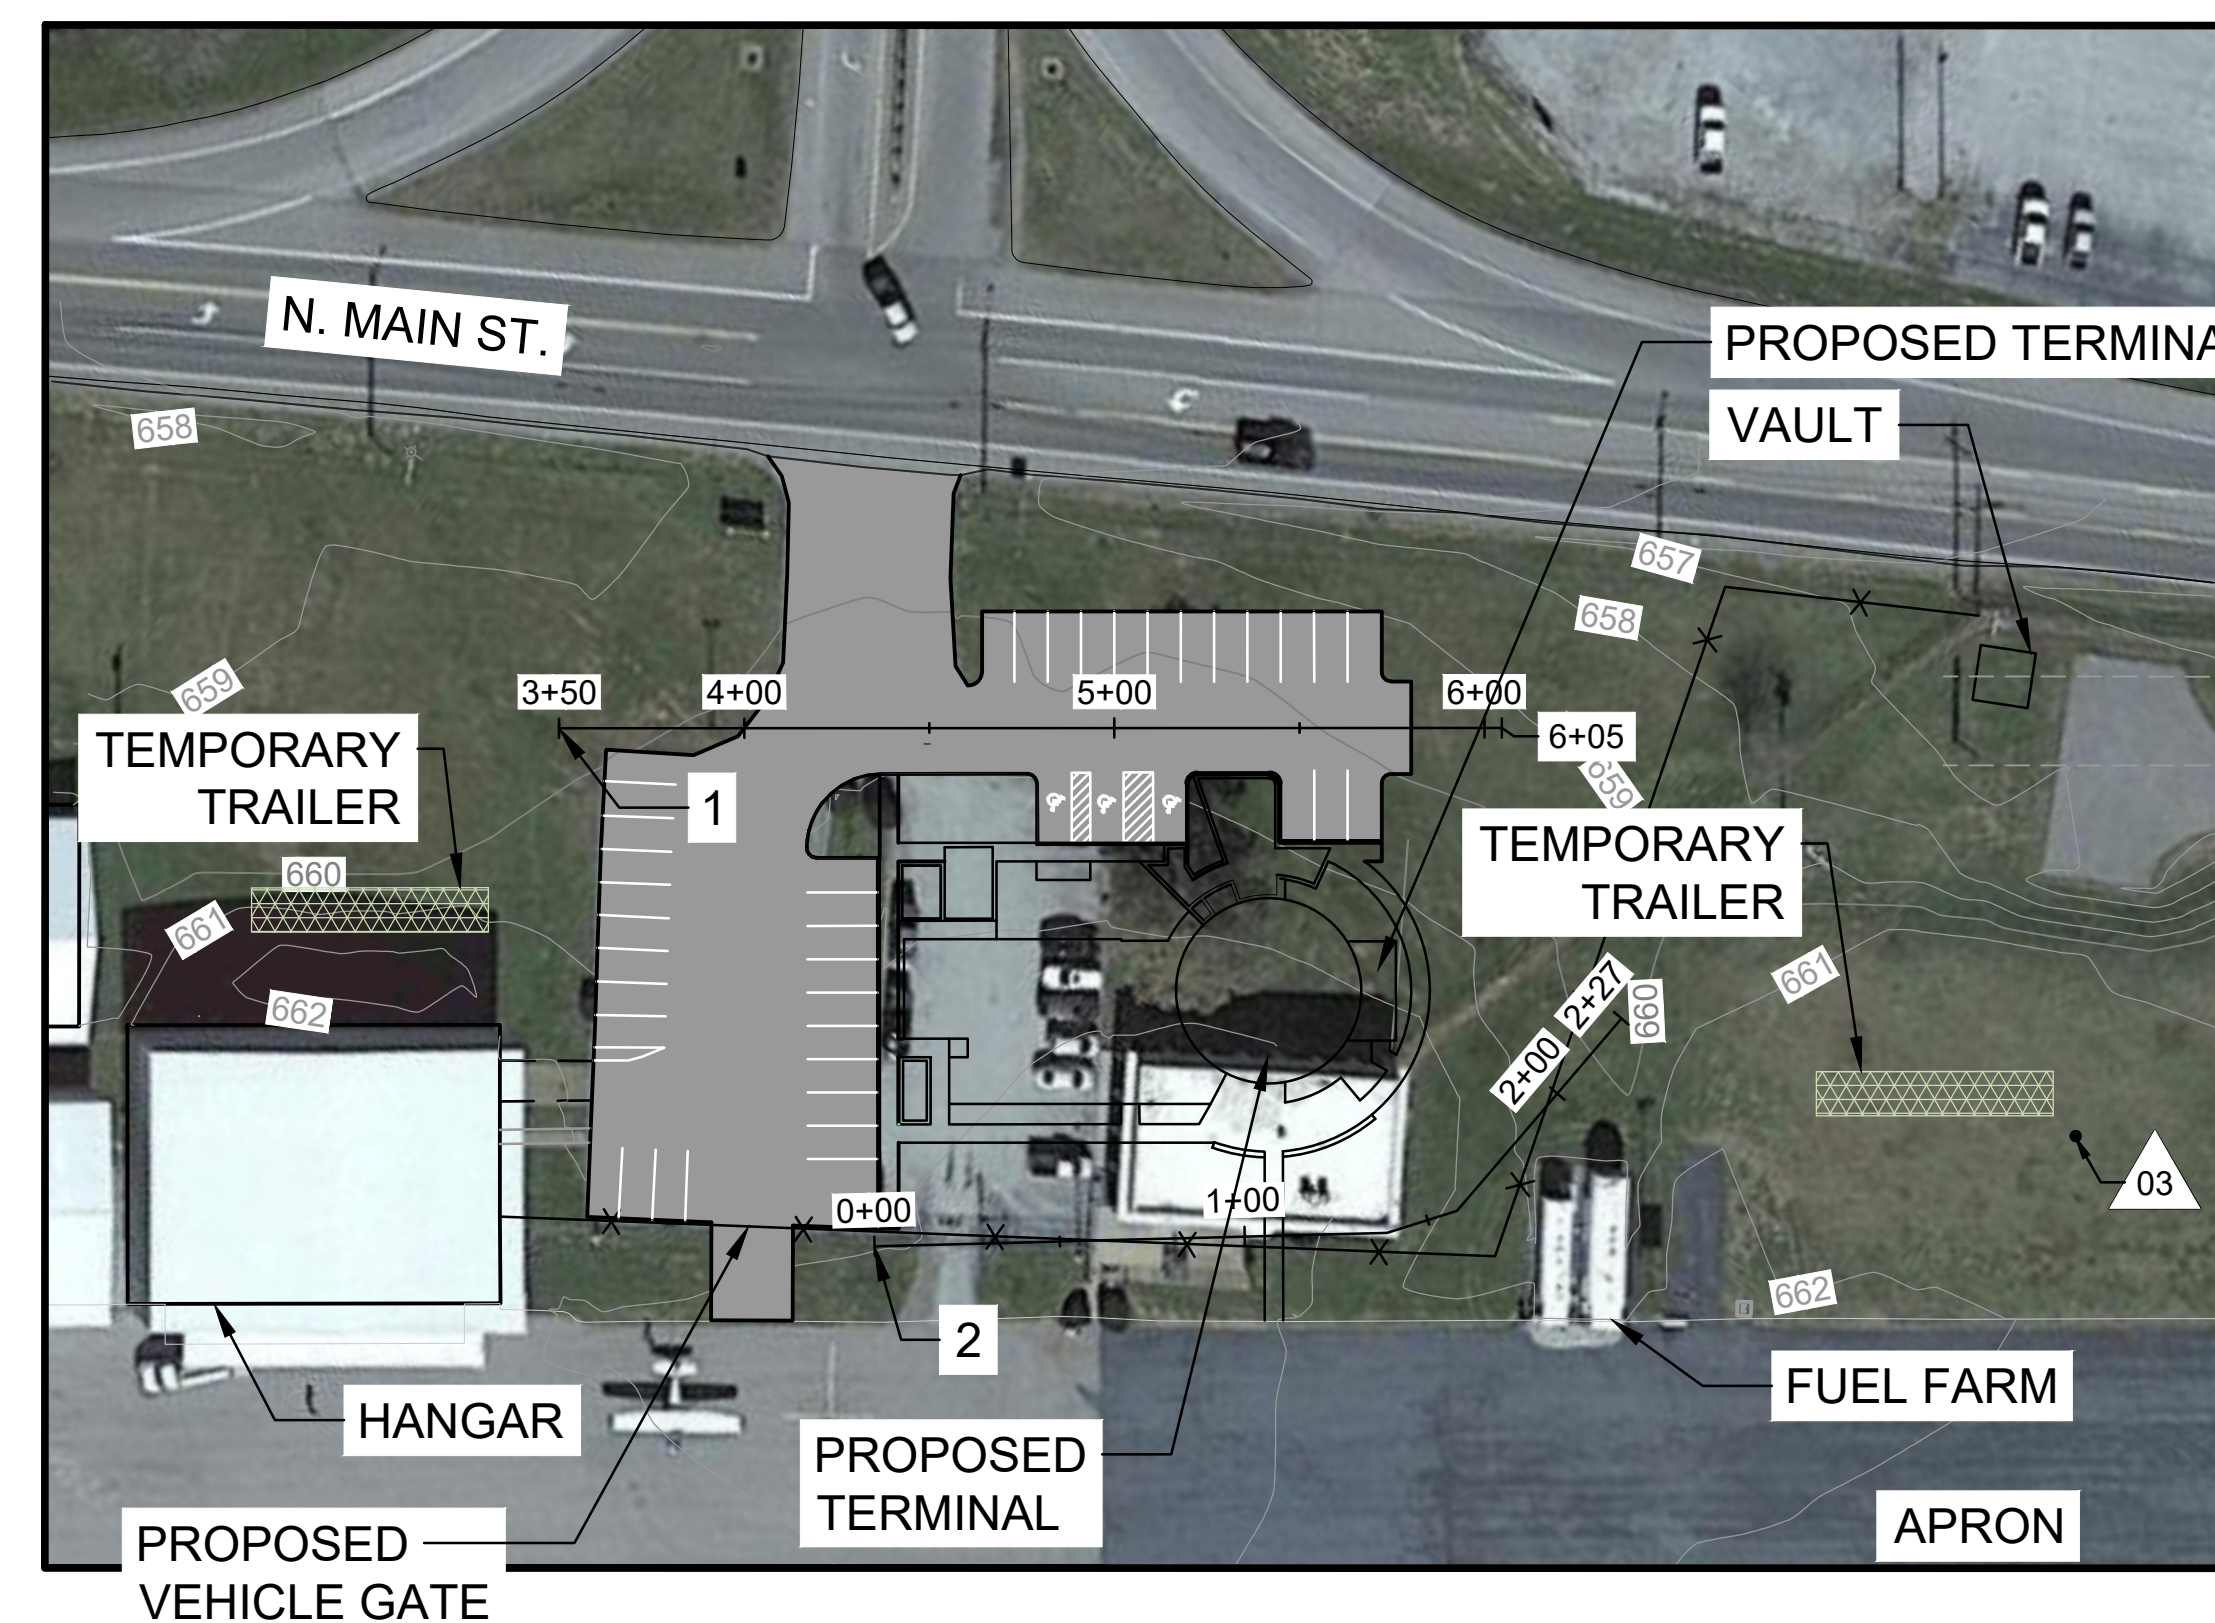 N. MAIN ST.
PROPOSED TERMINA
VAULT
658
657
658
659
3+50
4+00
5+00
6+00
6+05
TEMPORARY
TRAILER
1
659
TEMPORARY
TRAILER
660
661
662
661
2+27
2+00
660
03
0+00
1+00
662
2
HANGAR
FUEL FARM
PROPOSED
TERMINAL
APRON
PROPOSED
VEHICLE GATE